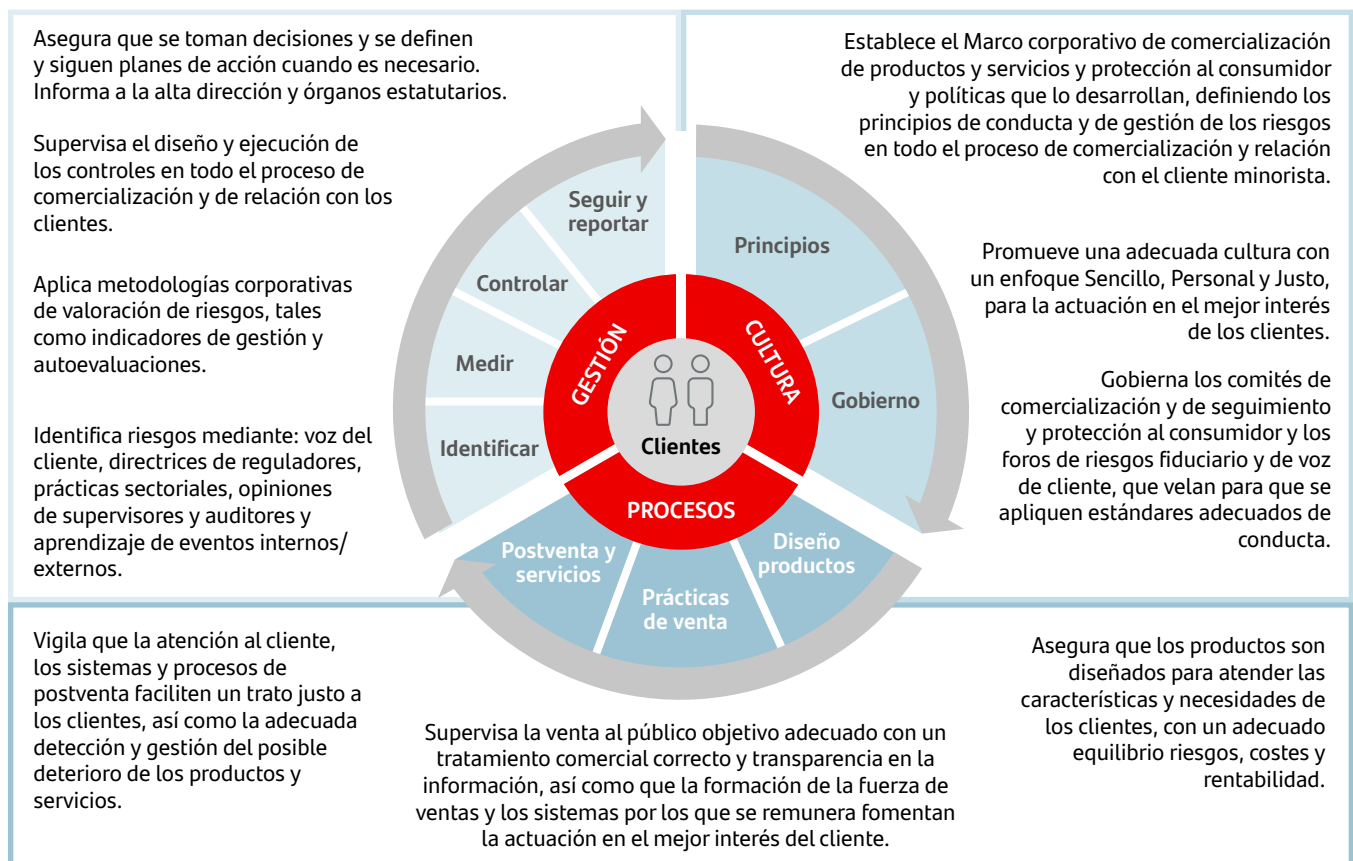 Asegura que se toman decisiones y se definen
y siguen planes de acción cuando es necesario.
Informa a la alta dirección y órganos estatutarios.
Supervisa el diseño y ejecución de
los controles en todo el proceso de
comercialización y de relación con los
clientes.
Aplica metodologías corporativas
de valoración de riesgos, tales
como indicadores de gestión y
autoevaluaciones.
Identifica riesgos mediante: voz del
cliente, directrices de reguladores,
prácticas sectoriales, opiniones
de supervisores y auditores y
aprendizaje de eventos internos/
externos.
Establece el Marco corporativo de comercialización
de productos y servicios y protección al consumidor
y políticas que lo desarrollan, definiendo los
principios de conducta y de gestión de los riesgos
en todo el proceso de comercialización y relación
con el cliente minorista.
Promueve una adecuada cultura con
un enfoque Sencillo, Personal y Justo,
para la actuación en el mejor interés
de los clientes.
Gobierna los comités de
comercialización y de seguimiento
y protección al consumidor y los
foros de riesgos fiduciario y de voz
de cliente, que velan para que se
apliquen estándares adecuados de
conducta.
Seguir y
reportar
Controlar
Medir
Identificar
Principios
Gobierno
GESTIÓN
CULTURA
Clientes
PROCESOS
Postventa y
servicios
Prácticas
de venta
Diseño
productos
Vigila que la atención al cliente,
los sistemas y procesos de
postventa faciliten un trato justo a
los clientes, así como la adecuada
detección y gestión del posible
deterioro de los productos y
servicios.
Supervisa la venta al público objetivo adecuado con un
tratamiento comercial correcto y transparencia en la
información, así como que la formación de la fuerza de
ventas y los sistemas por los que se remunera fomentan
la actuación en el mejor interés del cliente.
Asegura que los productos son
diseñados para atender las
características y necesidades de
los clientes, con un adecuado
equilibrio riesgos, costes y
rentabilidad.